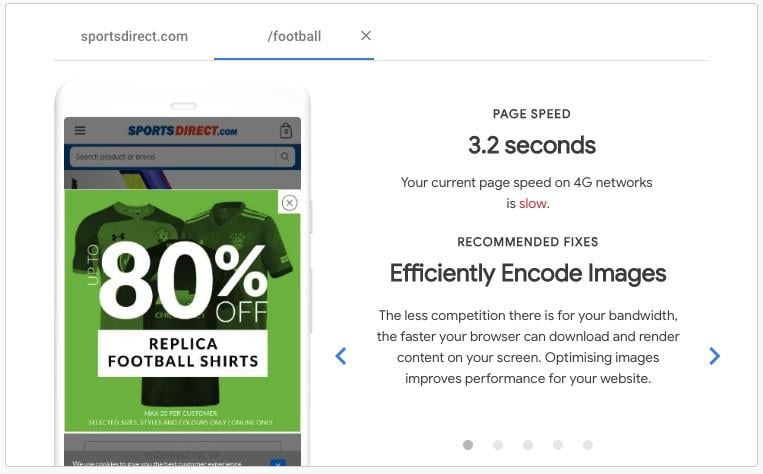 sportsdirect.com
/football
SPORTSDIRECT.COM
0
Search product or brand
UP TO
80%
OFF
REPLICA
FOOTBALL SHIRTS
MAX 20 PER CUSTOMER
SELECTED SIZES, STYLES AND COLOURS ONLY | ONLINE ONLY
We use cookies to give you the best customer experience
PAGE SPEED
3.2 seconds
Your current page speed on 4G networks
is slow.
RECOMMENDED FIXES
Efficiently Encode Images
The less competition there is for your bandwidth,
the faster your browser can download and render
content on your screen. Optimising images
improves performance for your website.